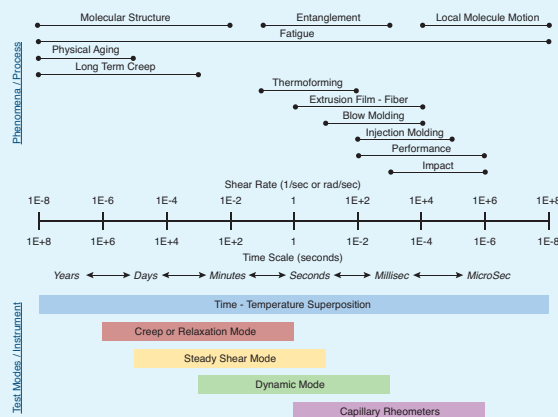 Molecular Structure Entanglement Local Molecule Motion
Fatigue
Physical Aging
Long Term Creep
Thermoforming
Extrusion Film - Fiber
Blow Molding
Injection Molding
Performance
Impact
Phenomena / Process
Shear Rate (1/sec or rad/sec)
1E-8 1E-6 1E-4 1E-2 1 1E+2 1E+4 1E+6 1E+8
1E+8 1E+6 1E+4 1E+2 1 1E-2 1E-4 1E-6 1E-8
Time Scale (seconds)
Years Days Minutes Seconds Millisec MicroSec
Test Modes / Instrument
Time - Temperature Superposition
Creep or Relaxation Mode
Steady Shear Mode
Dynamic Mode
Capillary Rheometers